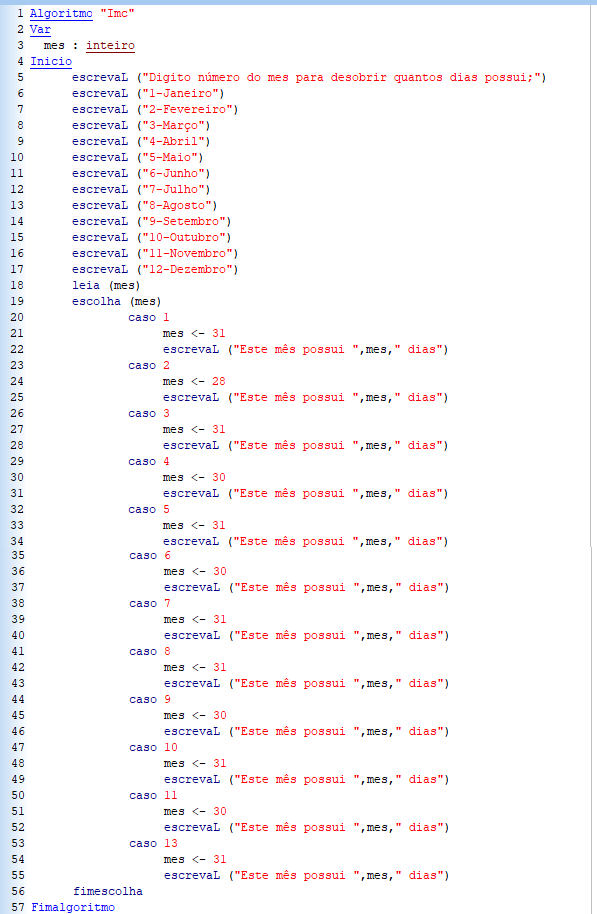 1 Algoritmo "Imc"
2 Var
3 mes : inteiro
4 Inicio
5 escrevaL ("Digito número do mes para desobrir quantos dias possui;")
6 escrevaL ("1-Janeiro")
7 escrevaL ("2-Fevereiro")
8 escrevaL ("3-Março")
9 escrevaL ("4-Abril")
10 escrevaL ("5-Maio")
11 escrevaL ("6-Junho")
12 escrevaL ("7-Julho")
13 escrevaL ("8-Agosto")
14 escrevaL ("9-Setembro")
15 escrevaL ("10-Outubro")
16 escrevaL ("11-Novembro")
17 escrevaL ("12-Dezembro")
18 leia (mes)
19 escolha (mes)
20 caso 1
21 mes <- 31
22 escrevaL ("Este mês possui ",mes," dias")
23 caso 2
24 mes <- 28
25 escrevaL ("Este mês possui ",mes," dias")
26 caso 3
27 mes <- 31
28 escrevaL ("Este mês possui ",mes," dias")
29 caso 4
30 mes <- 30
31 escrevaL ("Este mês possui ",mes," dias")
32 caso 5
33 mes <- 31
34 escrevaL ("Este mês possui ",mes," dias")
35 caso 6
36 mes <- 30
37 escrevaL ("Este mês possui ",mes," dias")
38 caso 7
39 mes <- 31
40 escrevaL ("Este mês possui ",mes," dias")
41 caso 8
42 mes <- 31
43 escrevaL ("Este mês possui ",mes," dias")
44 caso 9
45 mes <- 30
46 escrevaL ("Este mês possui ",mes," dias")
47 caso 10
48 mes <- 31
49 escrevaL ("Este mês possui ",mes," dias")
50 caso 11
51 mes <- 30
52 escrevaL ("Este mês possui ",mes," dias")
53 caso 13
54 mes <- 31
55 escrevaL ("Este mês possui ",mes," dias")
56 fimescolha
57 Fimalgoritmo